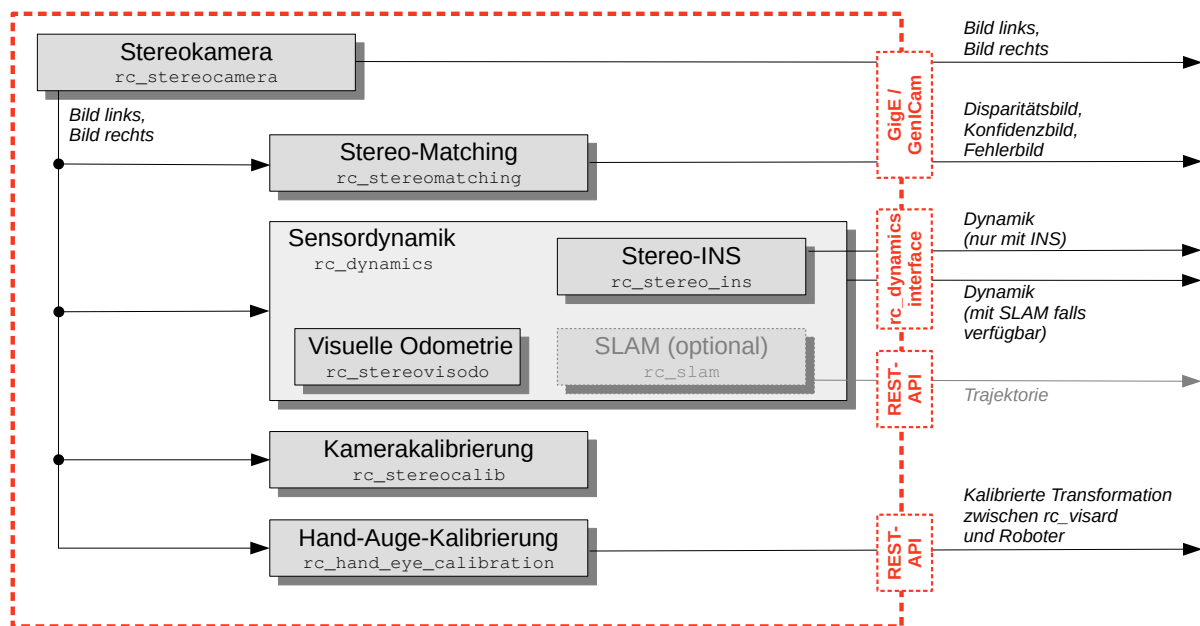 Stereokamera
rc_stereocamera
Bild links,
Bild rechts
GigE /
GenICam
Bild links,
Bild rechts
Stereo-Matching
rc_stereomatching
Disparitätsbild,
Konfidenzbild,
Fehlerbild
Sensordynamik
rc_dynamics
Stereo-INS
rc_stereo_ins
Visuelle Odometrie
rc_stereovisodo
SLAM (optional)
rc_slam
rc_dynamics
interface
Dynamik
(nur mit INS)
Dynamik
(mit SLAM falls
verfügbar)
REST-
API
Trajektorie
Kamerakalibrierung
rc_stereocalib
Hand-Auge-Kalibrierung
rc_hand_eye_calibration
REST-
API
Kalibrierte Transformation
zwischen rc_visard
und Roboter